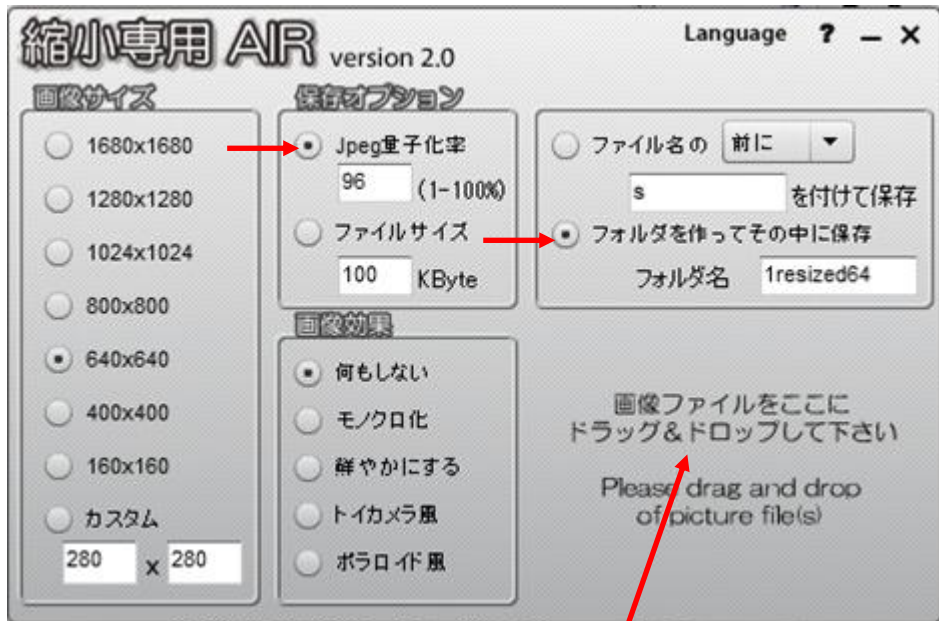 縮小専用 AIR version 2.0
Language ? – ×
画像サイズ
1680x1680
1280x1280
1024x1024
800x800
640x640
400x400
160x160
カスタム
280 x 280
保存オプション
Jpeg量子化率
96 (1-100%)
ファイルサイズ
100 KByte
ファイル名の 前に
s を付けて保存
フォルダを作ってその中に保存
フォルダ名 1resized64
画像効果
何もしない
モノクロ化
鮮やかにする
トイカメラ風
ポラロイド風
画像ファイルをここに
ドラッグ&ドロップして下さい
Please drag and drop
of picture file(s)